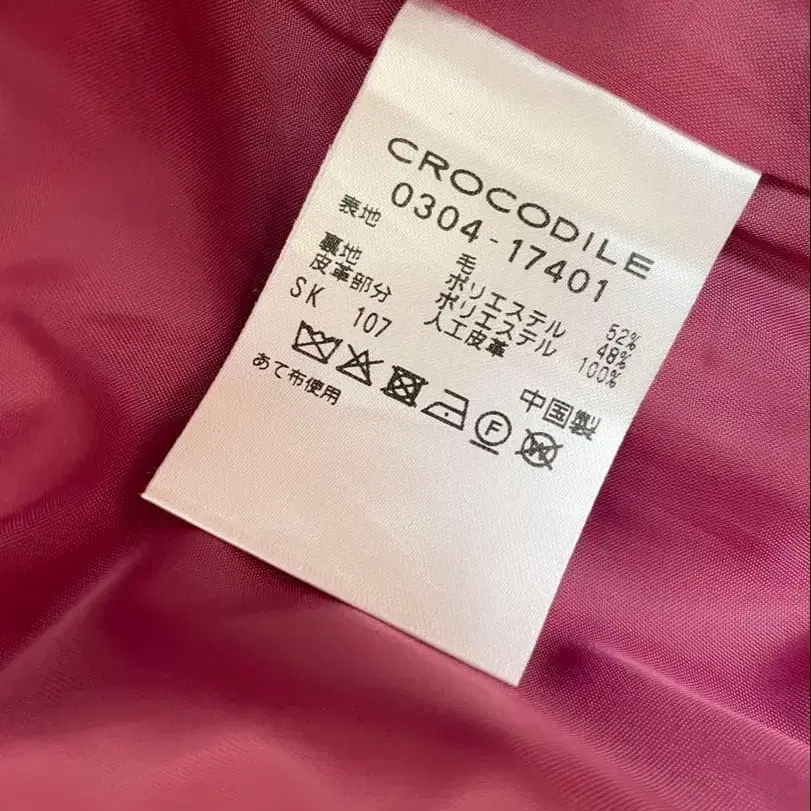 CROCODILE
0304-17401
表地 毛 52%
ポリエステル 48%
裏地 ポリエステル 100%
皮革部分 人工皮革
SK 107
中国製
F
W
あて布使用